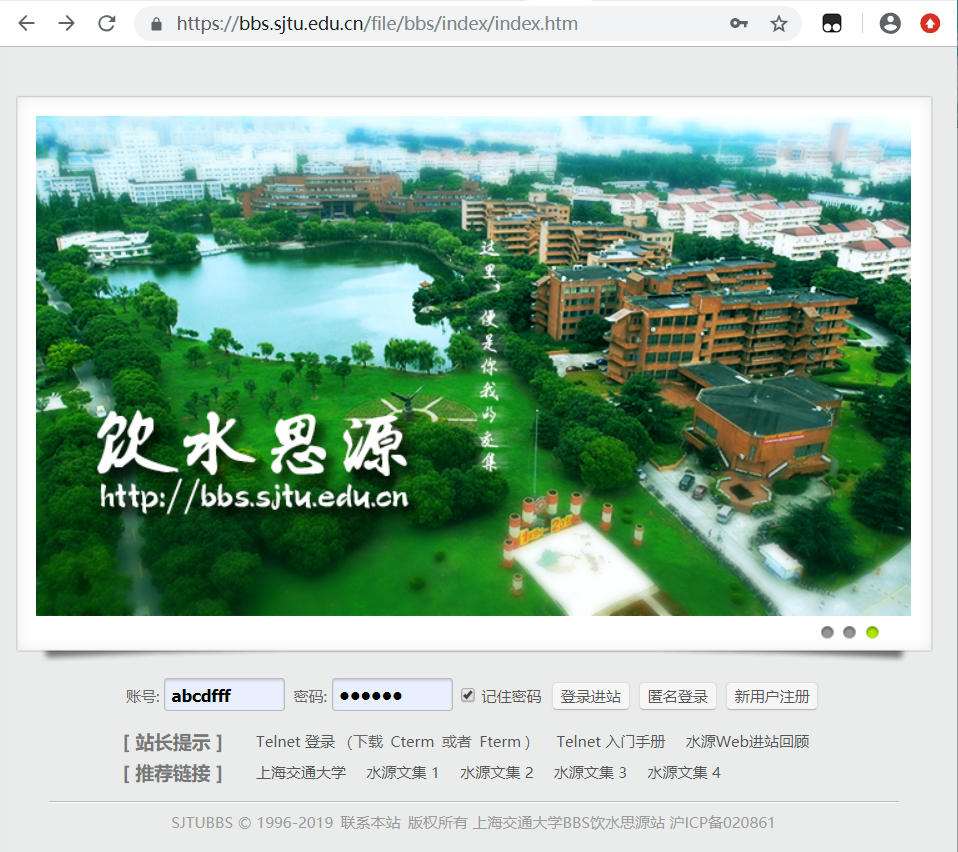 https://bbs.sjtu.edu.cn/file/bbs/index/index.htm
这里，便是你我的交集
饮水思源
http://bbs.sjtu.edu.cn
账号: abcdfff 密码: ●●●●●● 记住密码 登录进站 匿名登录 新用户注册
[ 站长提示 ] Telnet 登录 (下载 Cterm 或者 Fterm ) Telnet 入门手册 水源Web进站回顾
[ 推荐链接 ] 上海交通大学 水源文集 1 水源文集 2 水源文集 3 水源文集 4
SJTUBBS © 1996-2019 联系本站 版权所有 上海交通大学BBS饮水思源站 沪ICP备020861